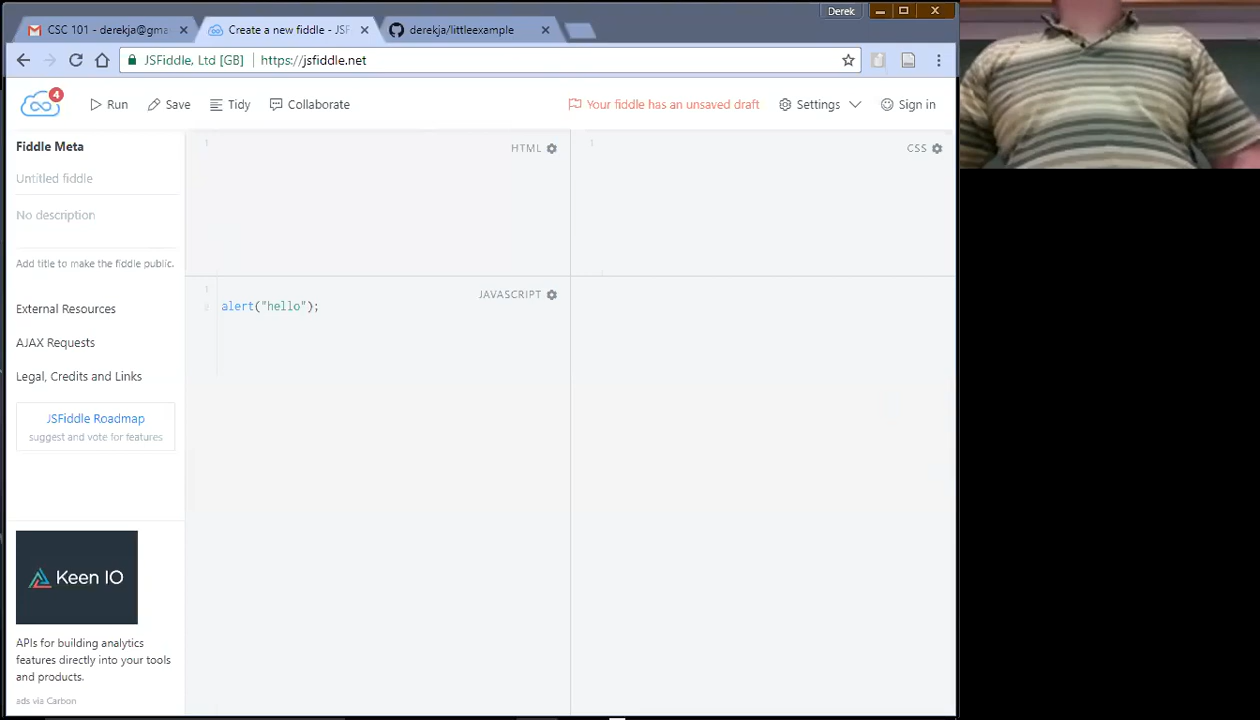 Derek
CSC 101 - derekja@gma
Create a new fiddle - JSF
derekja/littleexample
JSFiddle, Ltd [GB]
https://jsfiddle.net
4
Run
Save
Tidy
Collaborate
Your fiddle has an unsaved draft
Settings
Sign in
Fiddle Meta
Untitled fiddle
No description
Add title to make the fiddle public.
External Resources
AJAX Requests
Legal, Credits and Links
JSFiddle Roadmap
suggest and vote for features
Keen IO
APIs for building analytics
features directly into your tools
and products.
ads via Carbon
1
HTML
1
CSS
1
JAVASCRIPT
2
alert("hello");